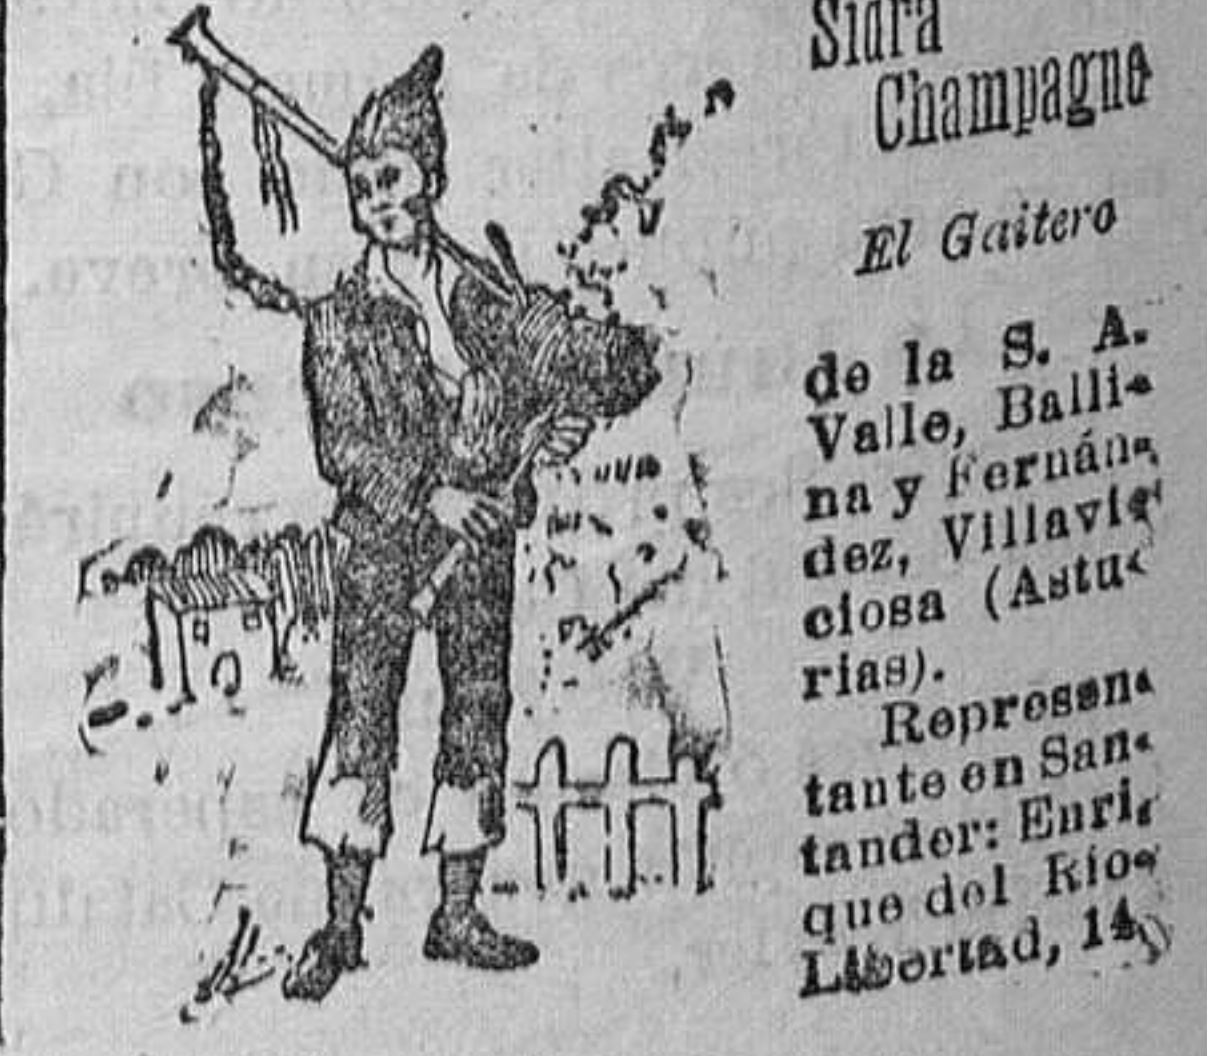 Sidra
Champagne
El Gaitero
de la S. A.
Valle, Balli-
na y Fernán-
dez, Villavi-
ciosa (Astu-
rias).
Represen-
tante en San-
tander: Enri-
que del Río-
Libertad, 14